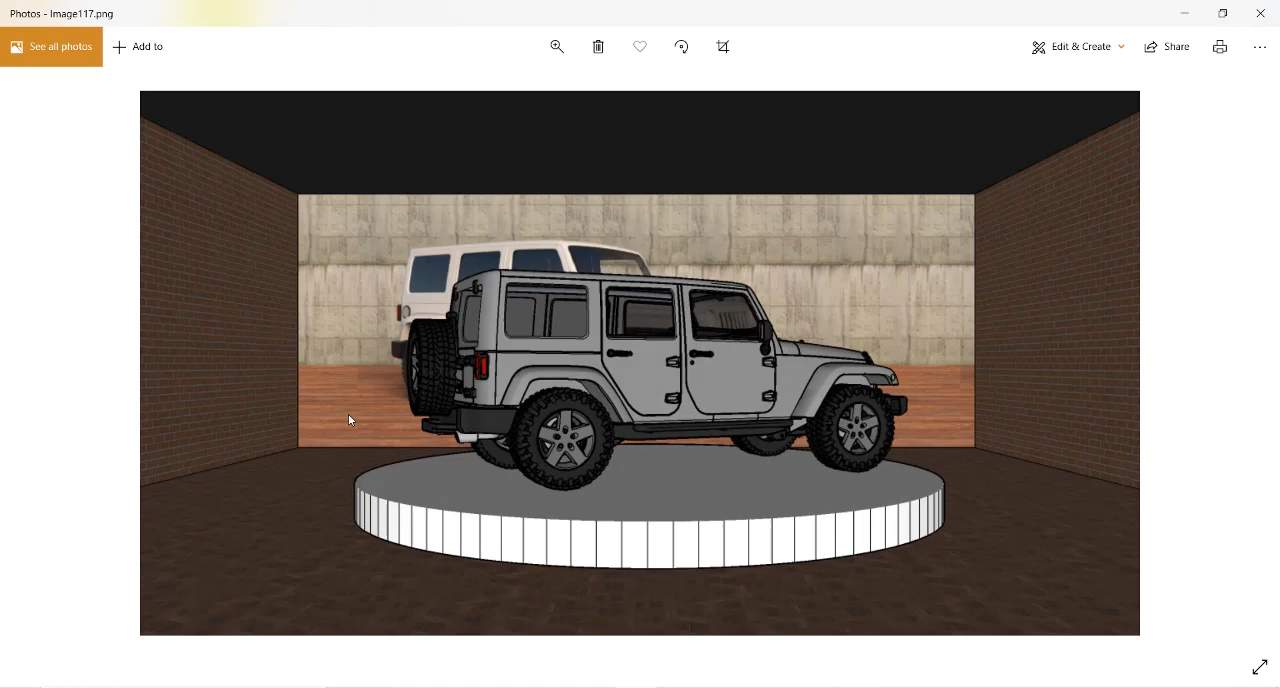 Photos - Image117.png
See all photos
Add to
Edit & Create
Share